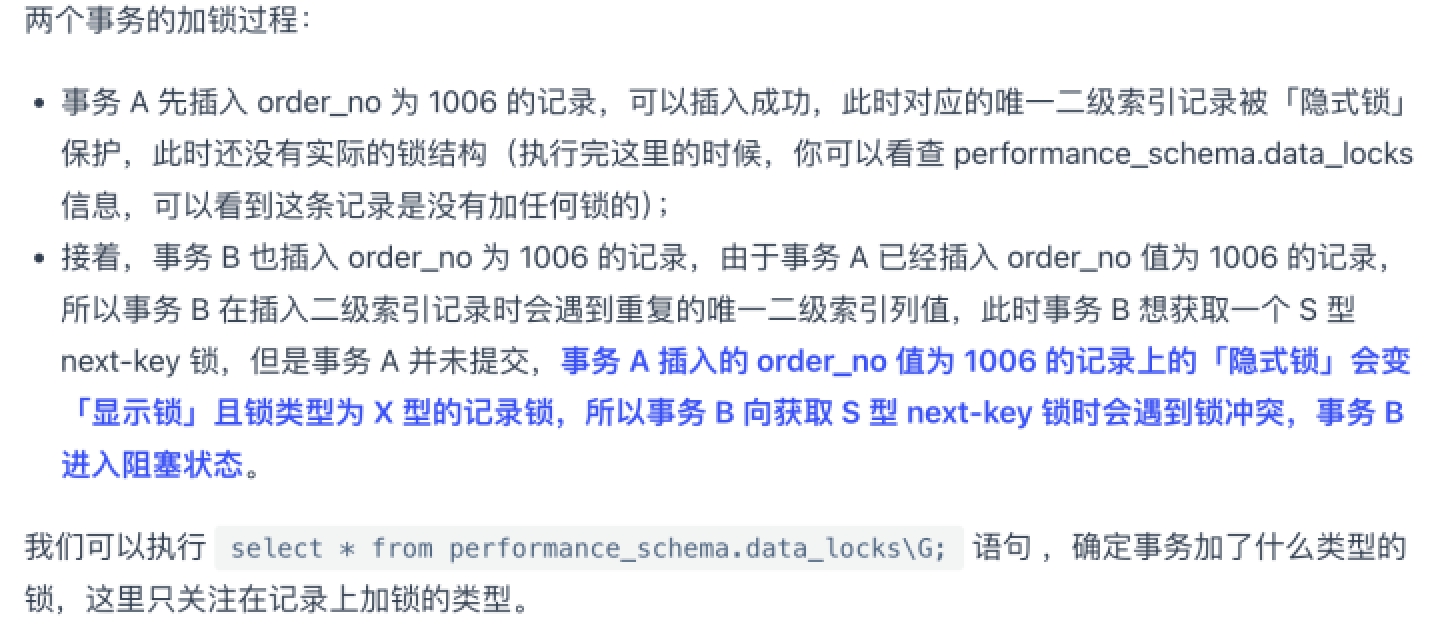 两个事务的加锁过程：
• 事务 A 先插入 order_no 为 1006 的记录，可以插入成功，此时对应的唯一二级索引记录被「隐式锁」
保护，此时还没有实际的锁结构（执行完这里的时候，你可以看查 performance_schema.data_locks
信息，可以看到这条记录是没有加任何锁的）；
• 接着，事务 B 也插入 order_no 为 1006 的记录，由于事务 A 已经插入 order_no 值为 1006 的记录，
所以事务 B 在插入二级索引记录时会遇到重复的唯一二级索引列值，此时事务 B 想获取一个 S 型
next-key 锁，但是事务 A 并未提交，事务 A 插入的 order_no 值为 1006 的记录上的「隐式锁」会变
「显示锁」且锁类型为 X 型的记录锁，所以事务 B 向获取 S 型 next-key 锁时会遇到锁冲突，事务 B
进入阻塞状态。
我们可以执行 select * from performance_schema.data_locks\G; 语句 ，确定事务加了什么类型的
锁，这里只关注在记录上加锁的类型。